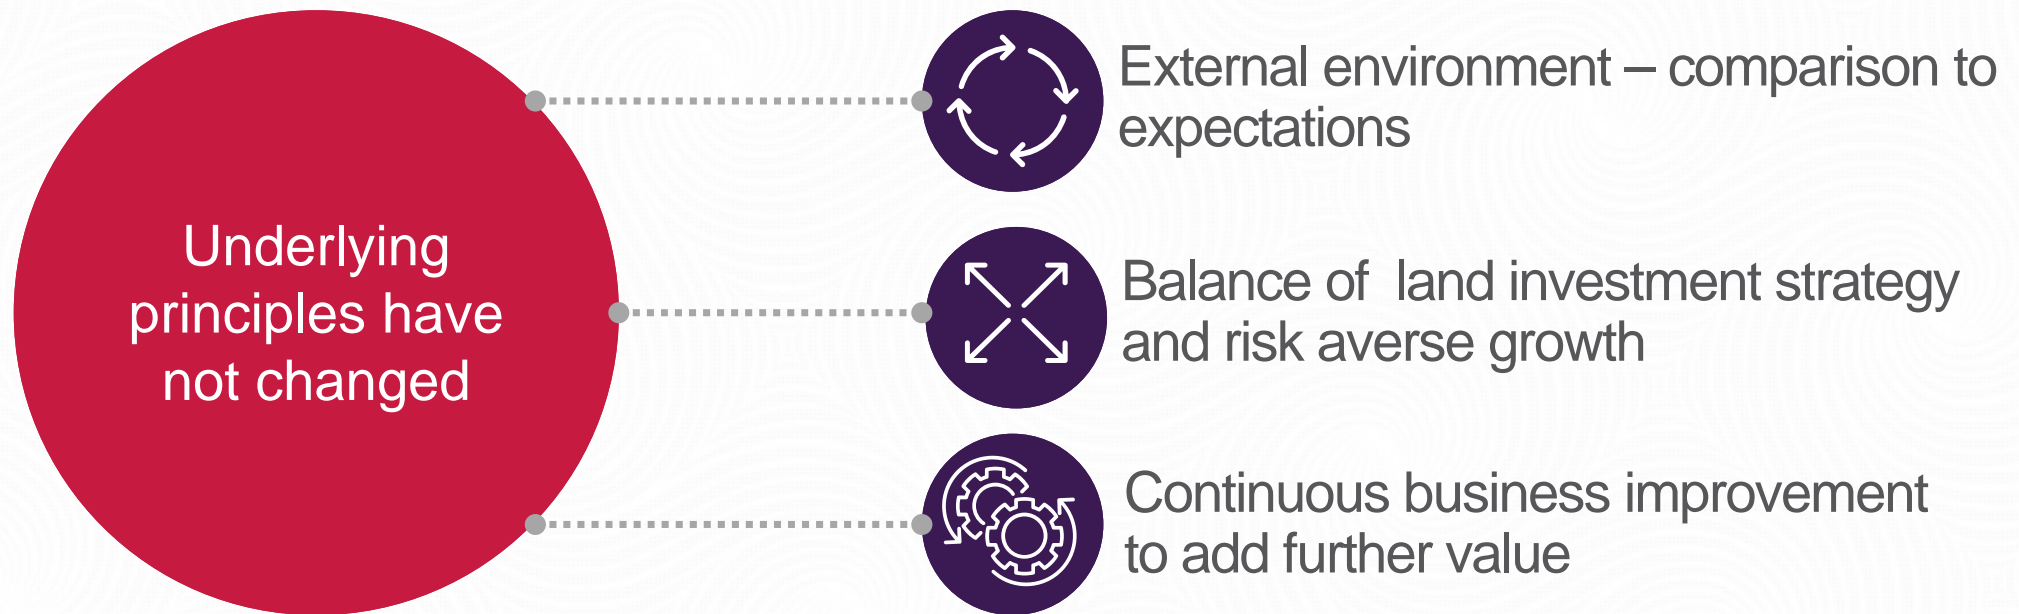 Underlying
principles have
not changed
External environment – comparison to
expectations
Balance of  land investment strategy
and risk averse growth
Continuous business improvement
to add further value